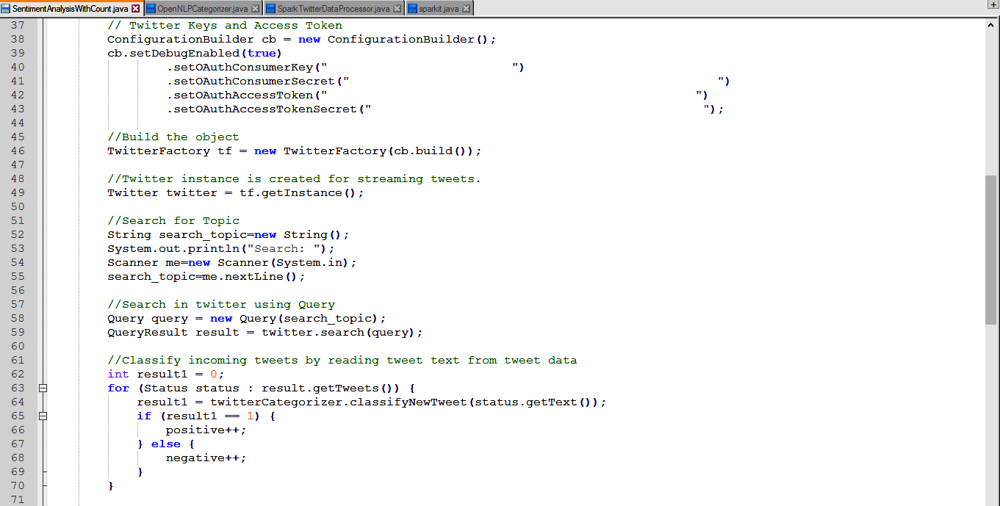 SentimentAnalysisWithCount.java OpenNLPCategorizer.java SparkTwitterDataProcessor.java sparkit.java
37 // Twitter Keys and Access Token
38 ConfigurationBuilder cb = new ConfigurationBuilder();
39 cb.setDebugEnabled(true)
40 .setOAuthConsumerKey(" ")
41 .setOAuthConsumerSecret(" ")
42 .setOAuthAccessToken(" ")
43 .setOAuthAccessTokenSecret(" ");
44
45 //Build the object
46 TwitterFactory tf = new TwitterFactory(cb.build());
47
48 //Twitter instance is created for streaming tweets.
49 Twitter twitter = tf.getInstance();
50
51 //Search for Topic
52 String search_topic=new String();
53 System.out.println("Search: ");
54 Scanner me=new Scanner(System.in);
55 search_topic=me.nextLine();
56
57 //Search in twitter using Query
58 Query query = new Query(search_topic);
59 QueryResult result = twitter.search(query);
60
61 //Classify incoming tweets by reading tweet text from tweet data
62 int result1 = 0;
63 for (Status status : result.getTweets()) {
64 result1 = twitterCategorizer.classifyNewTweet(status.getText());
65 if (result1 == 1) {
66 positive++;
67 } else {
68 negative++;
69 }
70 }
71